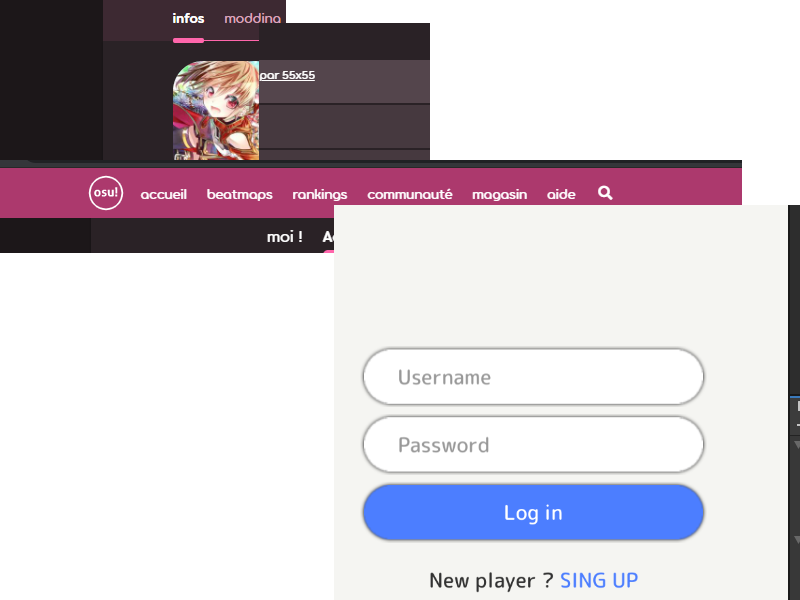 infos modding
par 55x55
osu! accueil beatmaps rankings communauté magasin aide
moi !
Username
Password
Log in
New player ? SING UP